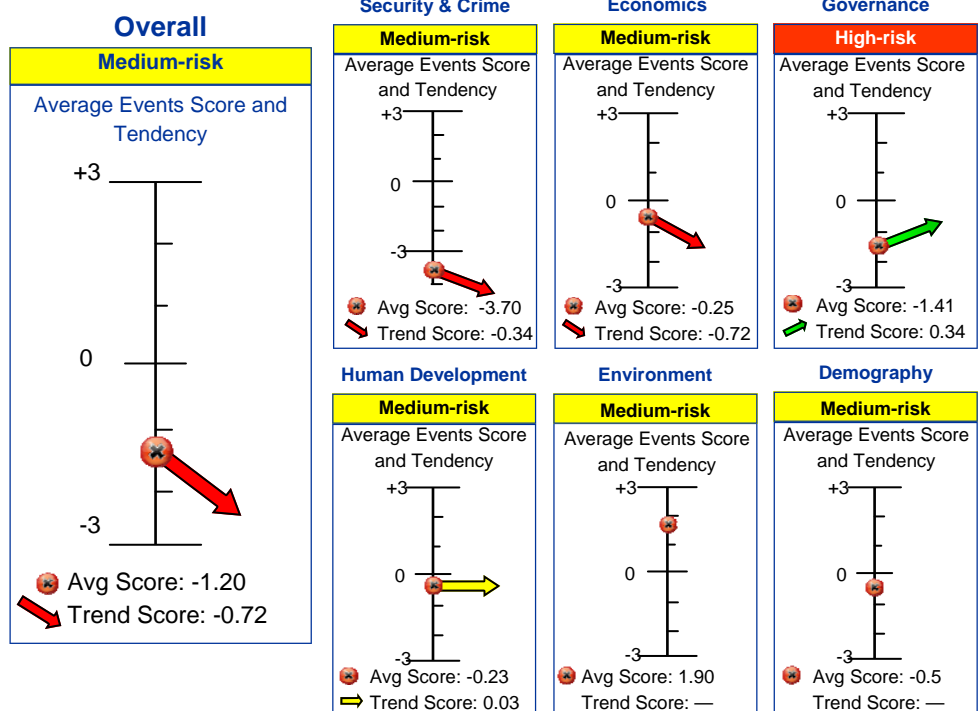 Overall
Medium-risk
Average Events Score and
Tendency
+3
0
-3
Avg Score: -1.20
Trend Score: -0.72
Security & Crime
Medium-risk
Average Events Score
and Tendency
+3
0
-3
Avg Score: -3.70
Trend Score: -0.34
Economics
Medium-risk
Average Events Score
and Tendency
+3
0
-3
Avg Score: -0.25
Trend Score: -0.72
Governance
High-risk
Average Events Score
and Tendency
+3
0
-3
Avg Score: -1.41
Trend Score: 0.34
Human Development
Medium-risk
Average Events Score
and Tendency
+3
0
-3
Avg Score: -0.23
Trend Score: 0.03
Environment
Medium-risk
Average Events Score
and Tendency
+3
0
-3
Avg Score: 1.90
Trend Score: —
Demography
Medium-risk
Average Events Score
and Tendency
+3
0
-3
Avg Score: -0.5
Trend Score: —